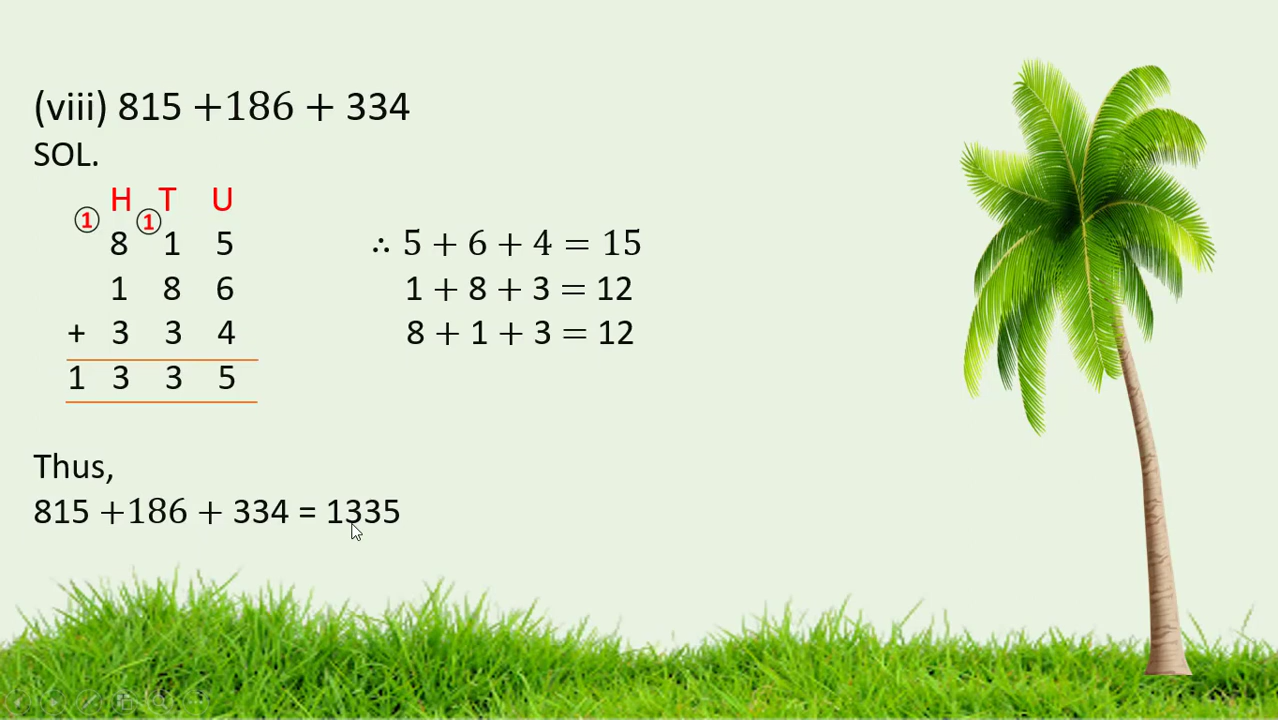 (viii) 815 +186 + 334
SOL.
H T U
1 1
8 1 5
1 8 6
+ 3 3 4
1 3 3 5
∴ 5 + 6 + 4 = 15
1 + 8 + 3 = 12
8 + 1 + 3 = 12
Thus,
815 +186 + 334 = 1335